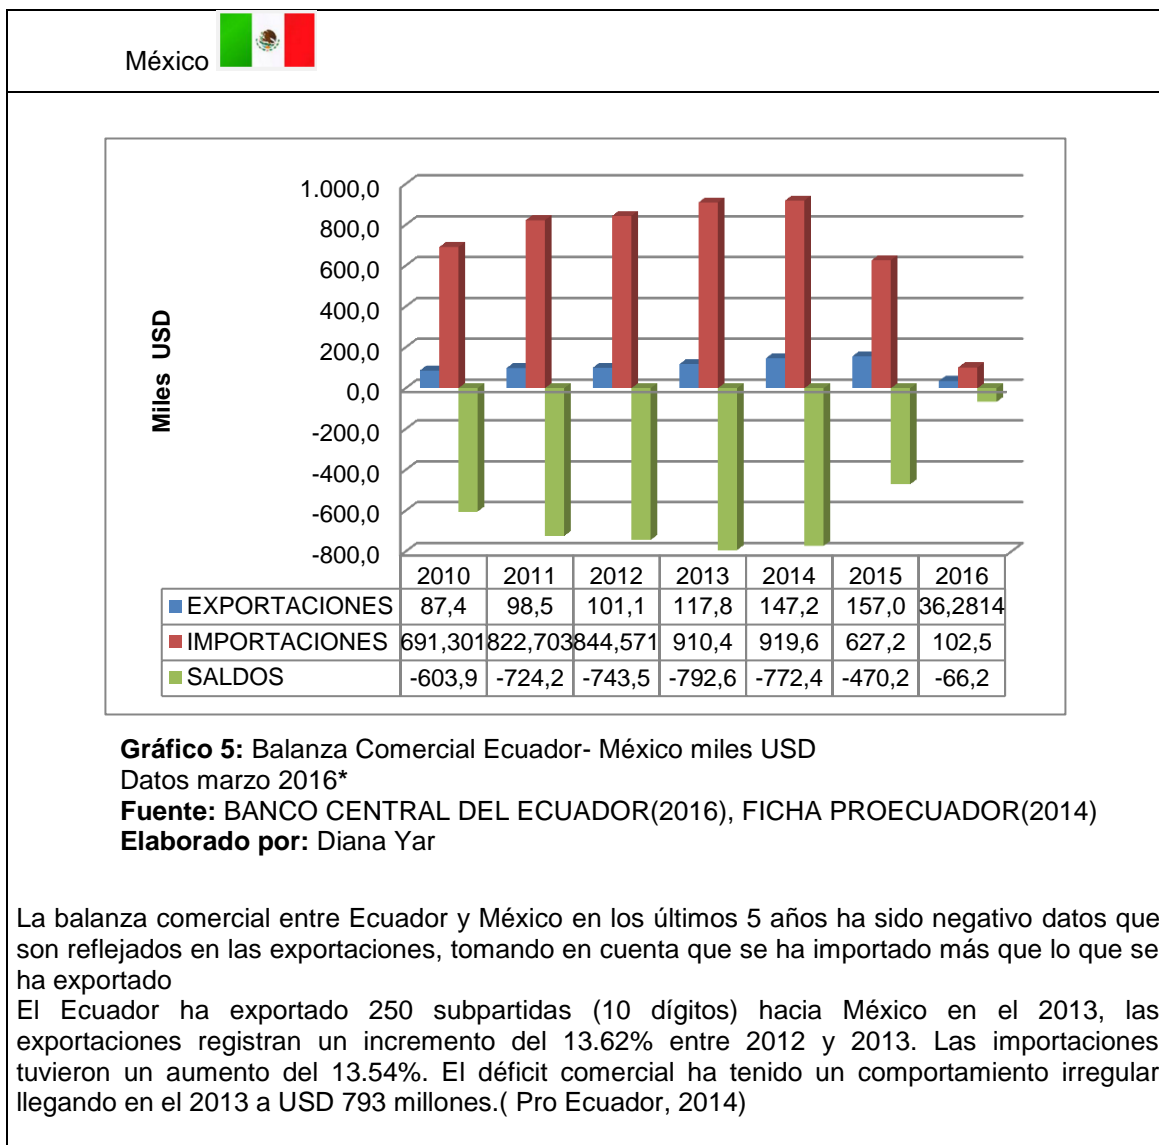 México
1.000,0
800,0
600,0
400,0
200,0
0,0
-200,0
-400,0
-600,0
-800,0
Miles USD
2010 2011 2012 2013 2014 2015 2016
EXPORTACIONES 87,4 98,5 101,1 117,8 147,2 157,0 36,2814
IMPORTACIONES 691,301 822,703 844,571 910,4 919,6 627,2 102,5
SALDOS -603,9 -724,2 -743,5 -792,6 -772,4 -470,2 -66,2
Gráfico 5: Balanza Comercial Ecuador- México miles USD
Datos marzo 2016*
Fuente: BANCO CENTRAL DEL ECUADOR(2016), FICHA PROECUADOR(2014)
Elaborado por: Diana Yar
La balanza comercial entre Ecuador y México en los últimos 5 años ha sido negativo datos que
son reflejados en las exportaciones, tomando en cuenta que se ha importado más que lo que se
ha exportado
El Ecuador ha exportado 250 subpartidas (10 dígitos) hacia México en el 2013, las
exportaciones registran un incremento del 13.62% entre 2012 y 2013. Las importaciones
tuvieron un aumento del 13.54%. El déficit comercial ha tenido un comportamiento irregular
llegando en el 2013 a USD 793 millones.( Pro Ecuador, 2014)